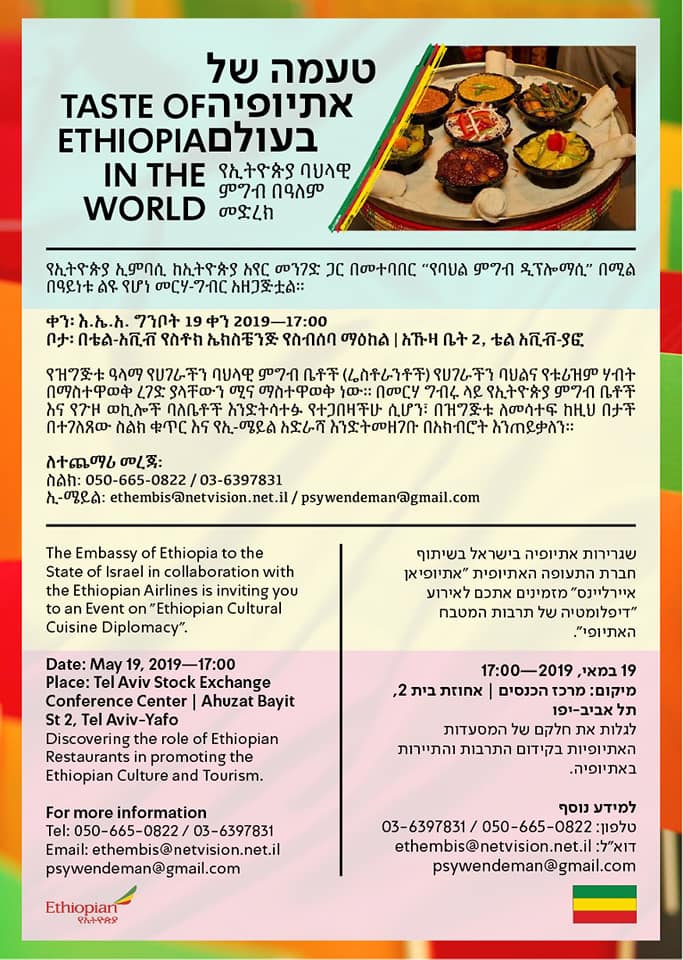 טעמה של
אתיופיה
בעולם
TASTE OF
ETHIOPIA
IN THE
WORLD
የኢትዮጵያ ባህላዊ
ምግብ በዓለም
መድረክ
የኢትዮጵያ ኢምባሲ ከኢትዮጵያ አየር መንገድ ጋር በመተባበር “የባህል ምግብ ዲፕሎማሲ” በሚል
በዓይነቱ ልዩ የሆነ መርሃ-ግብር አዘጋጅቷል።
ቀን፡ እ.ኤ.አ. ግንቦት 19 ቀን 2019—17:00
ቦታ፡ በቴል-አቪቭ የስቶክ ኤክስቼንጅ የስብሰባ ማዕከል | አኹዛ ቤት 2, ቴል አቪቭ-ያፎ
የዝግጅቱ ዓላማ የሀገራችን ባህላዊ ምግብ ቤቶች (ሬስቶራንቶች) የሀገራችን ባህልና የቱሪዝም ሃብት
በማስተዋወቅ ረገድ ያላቸውን ሚና ማስተዋወቅ ነው። በመርሃ ግብሩ ላይ የኢትዮጵያ ምግብ ቤቶች
እና የጉዞ ወኪሎች ባለቤቶች እንድትሳተፉ የተጋበዛችሁ ሲሆን፣ በዝግጅቱ ለመሳተፍ ከዚህ በታች
በተገለጸው ስልክ ቁጥር እና የኢ-ሜይል አድራሻ እንድትመዘገቡ በአክብሮት እንጠይቃለን።
ለተጨማሪ መረጃ፡
ስልክ: 050-665-0822 / 03-6397831
ኢ-ሜይል: ethembis@netvision.net.il / psywendeman@gmail.com
The Embassy of Ethiopia to the
State of Israel in collaboration with
the Ethiopian Airlines is inviting you
to an Event on ”Ethiopian Cultural
Cuisine Diplomacy”.
Date: May 19, 2019—17:00
Place: Tel Aviv Stock Exchange
Conference Center | Ahuzat Bayit
St 2, Tel Aviv-Yafo
Discovering the role of Ethiopian
Restaurants in promoting the
Ethiopian Culture and Tourism.
For more information
Tel: 050-665-0822 / 03-6397831
Email: ethembis@netvision.net.il
psywendeman@gmail.com
שגרירות אתיופיה בישראל בשיתוף
חברת התעופה האתיופית ”אתיופיאן
איירליינס” מזמינים אתכם לאירוע
”דיפלומטיה של תרבות המטבח
האתיופי”.
19 במאי, 2019—17:00
מיקום: מרכז הכנסים | אחוזת בית 2,
תל אביב-יפו
לגלות את חלקם של המסעדות
האתיופיות בקידום התרבות והתיירות
באתיופיה.
למידע נוסף
טלפון: 050-665-0822 / 03-6397831
דוא”ל: ethembis@netvision.net.il
psywendeman@gmail.com
Ethiopian
የኢትዮጵያ